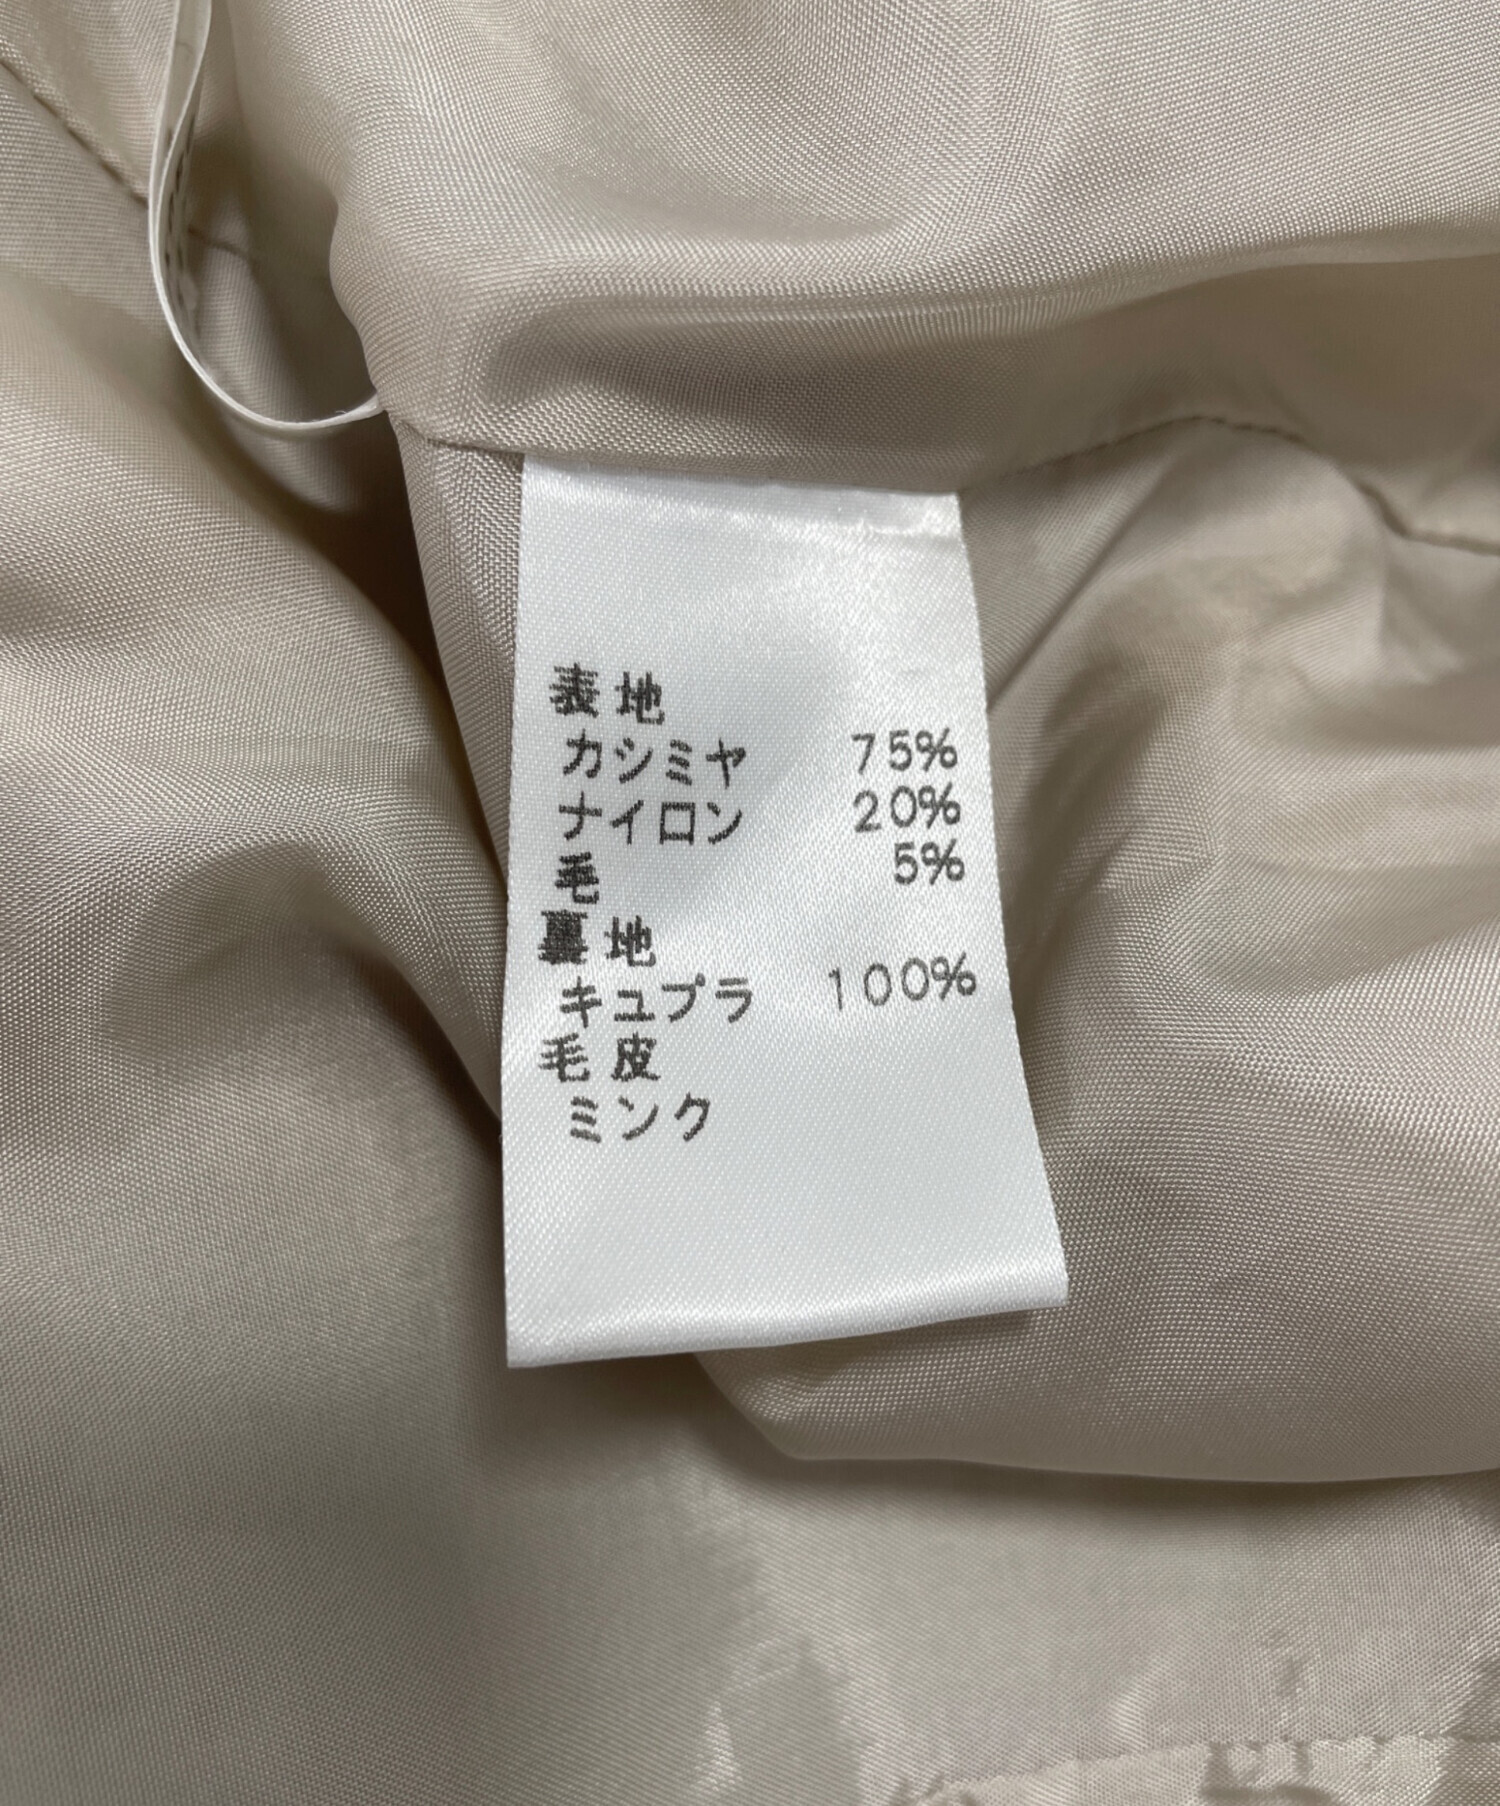 表地
カシミヤ 75%
ナイロン 20%
毛 5%
裏地
キュプラ 100%
毛皮
ミンク